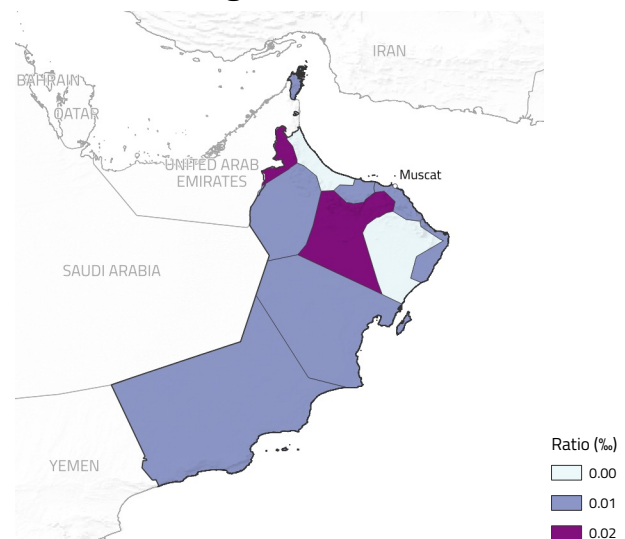 IRAN
BAHRAIN
QATAR
UNITED ARAB
EMIRATES
Muscat
SAUDI ARABIA
YEMEN
Ratio (‰)
0.00
0.01
0.02